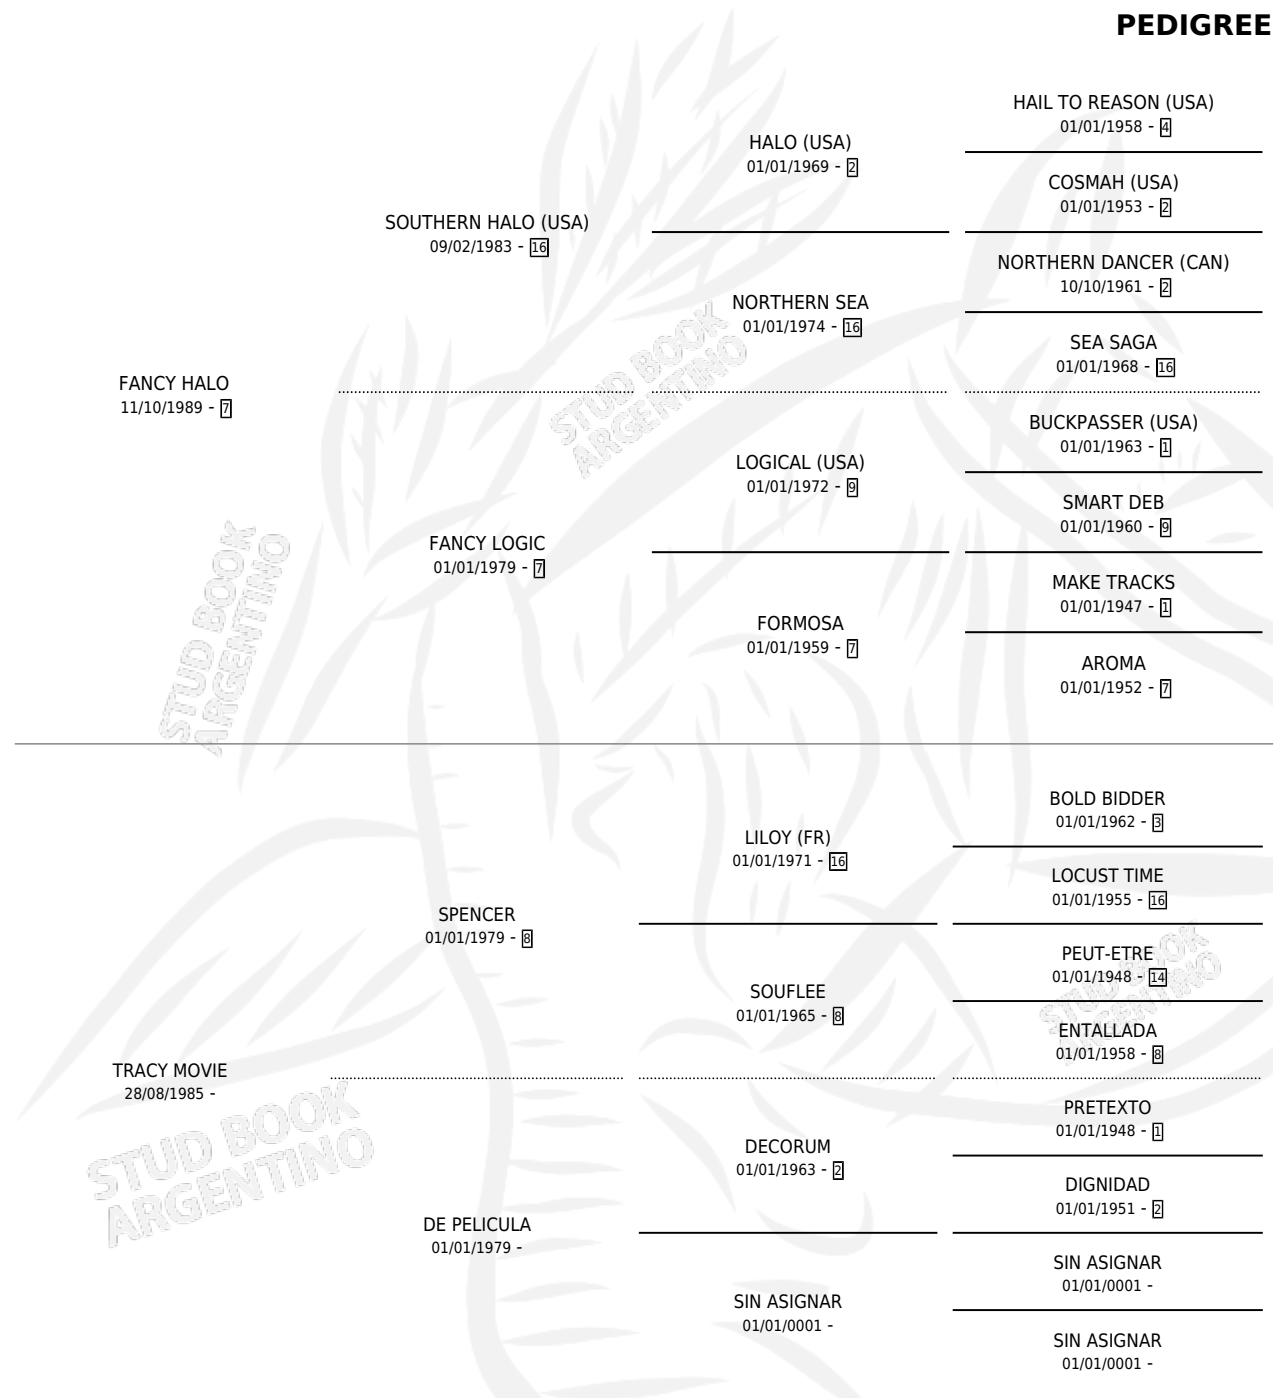 PEDIGREE
HAIL TO REASON (USA)
01/01/1958 - 4
HALO (USA)
01/01/1969 - 2
COSMAH (USA)
01/01/1953 - 2
SOUTHERN HALO (USA)
09/02/1983 - 16
NORTHERN DANCER (CAN)
10/10/1961 - 2
NORTHERN SEA
01/01/1974 - 16
SEA SAGA
01/01/1968 - 16
FANCY HALO
11/10/1989 - 7
BUCKPASSER (USA)
01/01/1963 - 1
LOGICAL (USA)
01/01/1972 - 9
SMART DEB
01/01/1960 - 9
FANCY LOGIC
01/01/1979 - 7
MAKE TRACKS
01/01/1947 - 1
FORMOSA
01/01/1959 - 7
AROMA
01/01/1952 - 7
BOLD BIDDER
01/01/1962 - 3
LILOY (FR)
01/01/1971 - 16
LOCUST TIME
01/01/1955 - 16
SPENCER
01/01/1979 - 8
PEUT-ETRE
01/01/1948 - 14
SOUFLEE
01/01/1965 - 8
ENTALLADA
01/01/1958 - 8
TRACY MOVIE
28/08/1985 -
PRETEXTO
01/01/1948 - 1
DECORUM
01/01/1963 - 2
DIGNIDAD
01/01/1951 - 2
DE PELICULA
01/01/1979 -
SIN ASIGNAR
01/01/0001 -
SIN ASIGNAR
01/01/0001 -
SIN ASIGNAR
01/01/0001 -
STUD BOOK
ARGENTINO
STUD BOOK
ARGENTINO
STUD BOOK
ARGENTINO
STUD BOOK
ARGENTINO